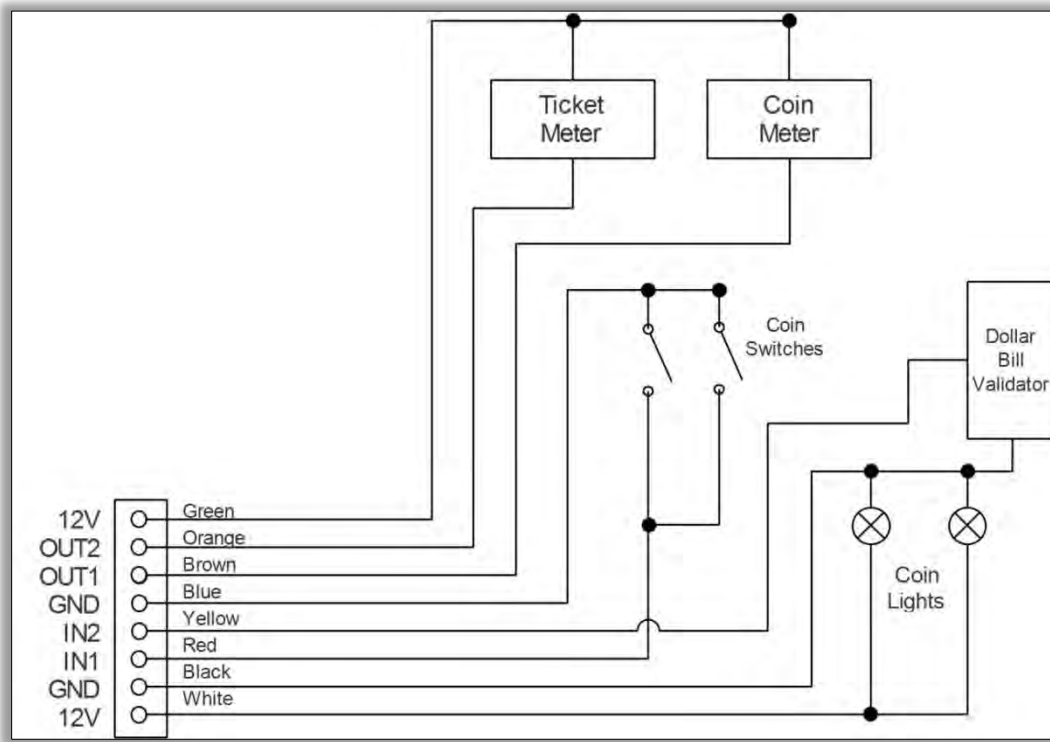 Ticket
Meter
Coin
Meter
Coin
Switches
Dollar
Bill
Validator
12V
Green
OUT2
Orange
OUT1
Brown
GND
Blue
IN2
Yellow
IN1
Red
GND
Black
12V
White
Coin
Lights